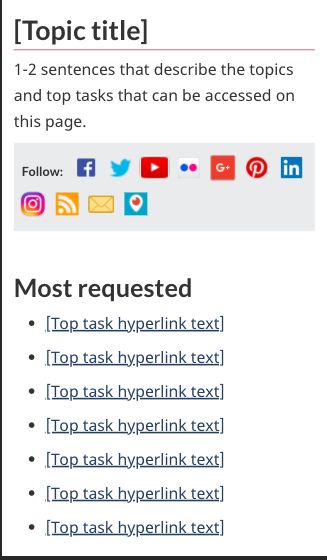 [Topic title]
1-2 sentences that describe the topics
and top tasks that can be accessed on
this page.
Follow:
G+
in
Most requested
[Top task hyperlink text]
[Top task hyperlink text]
[Top task hyperlink text]
[Top task hyperlink text]
[Top task hyperlink text]
[Top task hyperlink text]
[Top task hyperlink text]